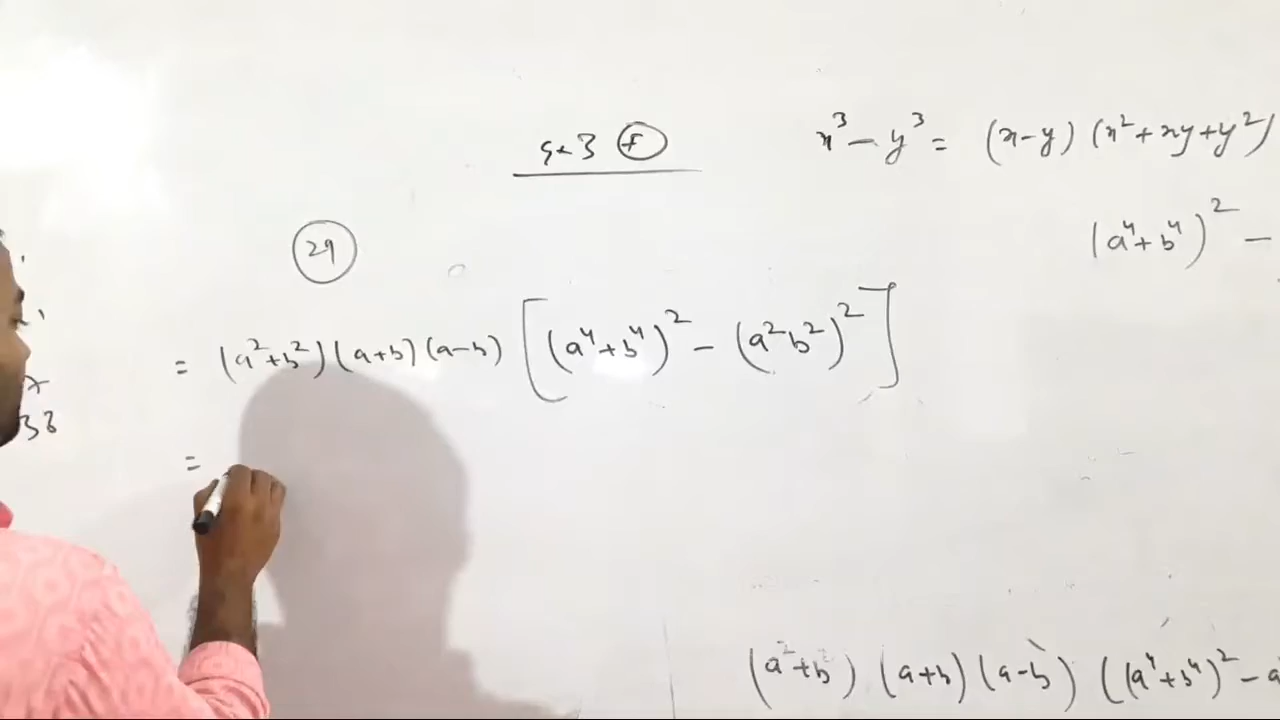 Ex 3 (F)
x³ - y³ = (x-y) (x² + xy + y²)
(a⁴ + b⁴)² -
29
= (a² + b²) (a+b) (a-b) [(a⁴ + b⁴)² - (a²b²)²]
38
=
(a² + b²) (a+b) (a-b) ((a⁴ + b⁴)² - a